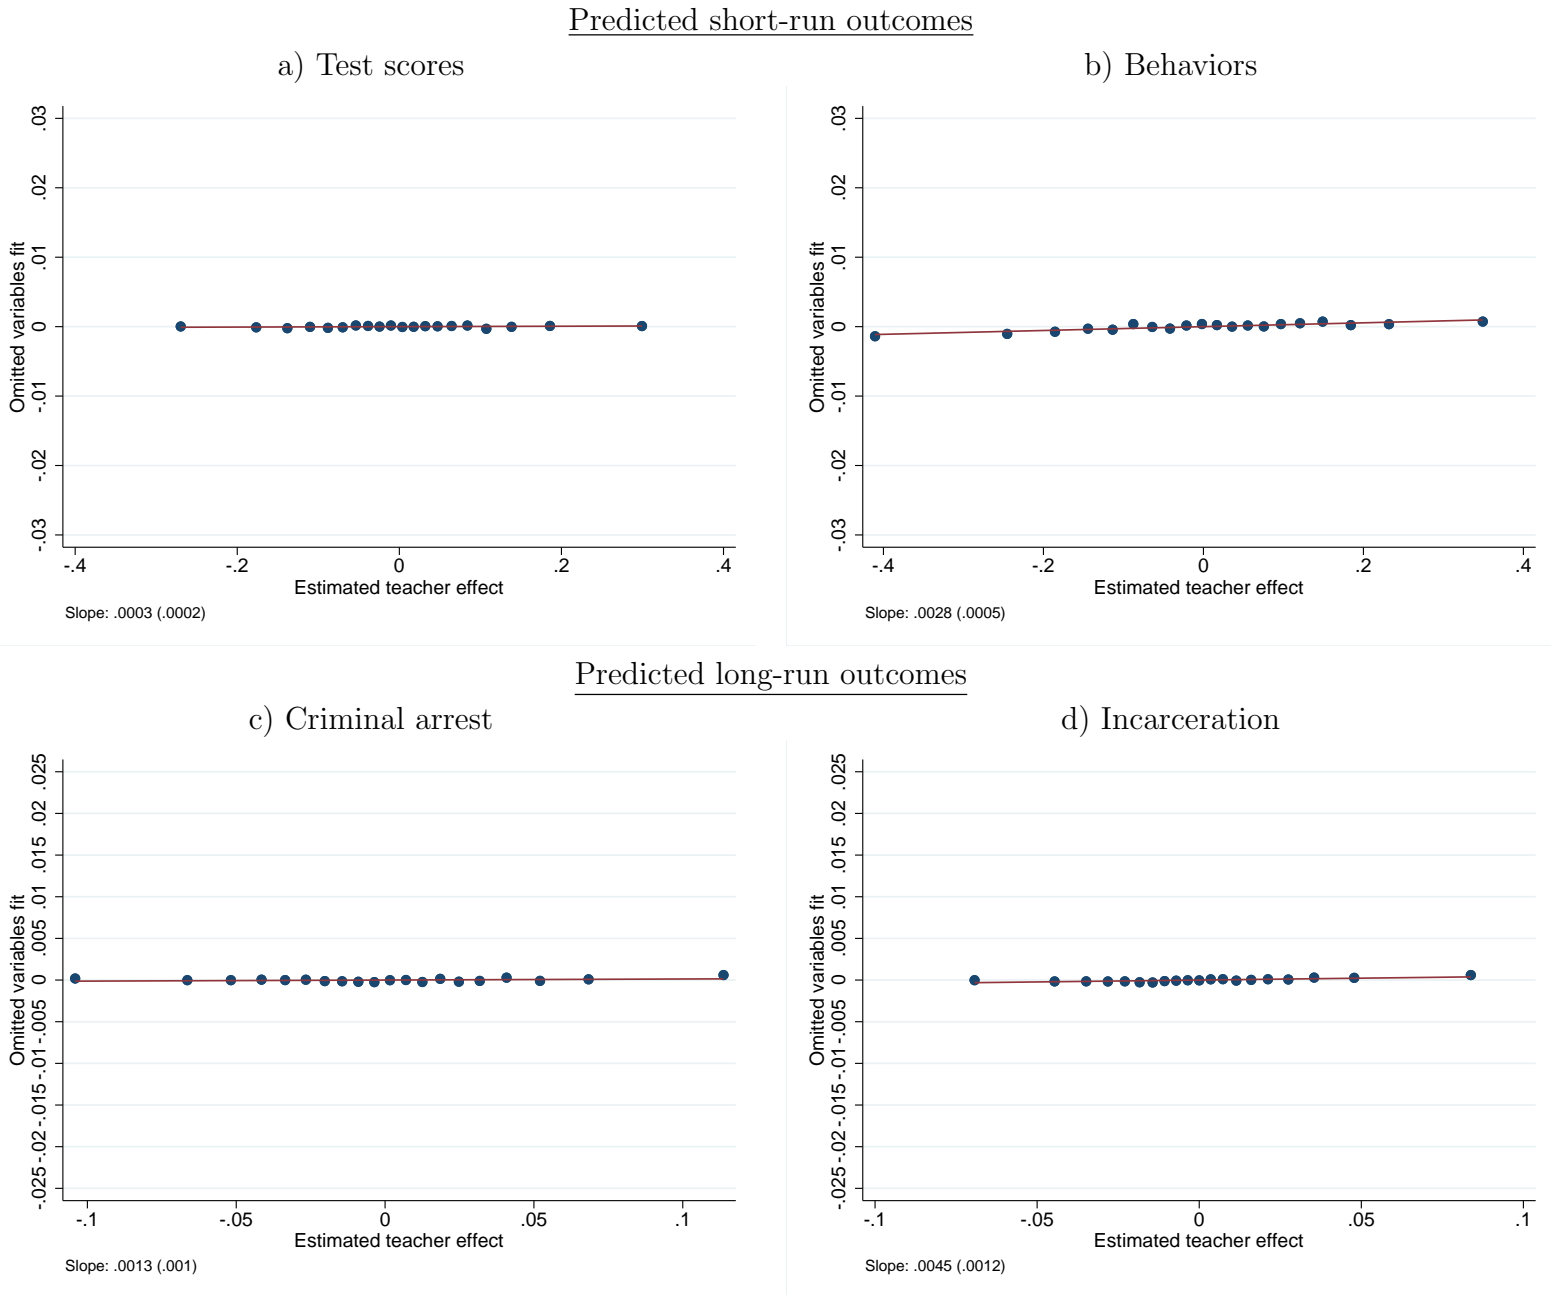 Predicted short-run outcomes
a) Test scores
Omitted variables fit
.03
.02
.01
0
-.01
-.02
-.03
-.4 -.2 0 .2 .4
Estimated teacher effect
Slope: .0003 (.0002)
b) Behaviors
Omitted variables fit
.03
.02
.01
0
-.01
-.02
-.03
-.4 -.2 0 .2 .4
Estimated teacher effect
Slope: .0028 (.0005)
Predicted long-run outcomes
c) Criminal arrest
Omitted variables fit
.025
.02
.015
.01
.005
0
-.005
-.01
-.015
-.02
-.025
-.1 -.05 0 .05 .1
Estimated teacher effect
Slope: .0013 (.001)
d) Incarceration
Omitted variables fit
.025
.02
.015
.01
.005
0
-.005
-.01
-.015
-.02
-.025
-.1 -.05 0 .05 .1
Estimated teacher effect
Slope: .0045 (.0012)